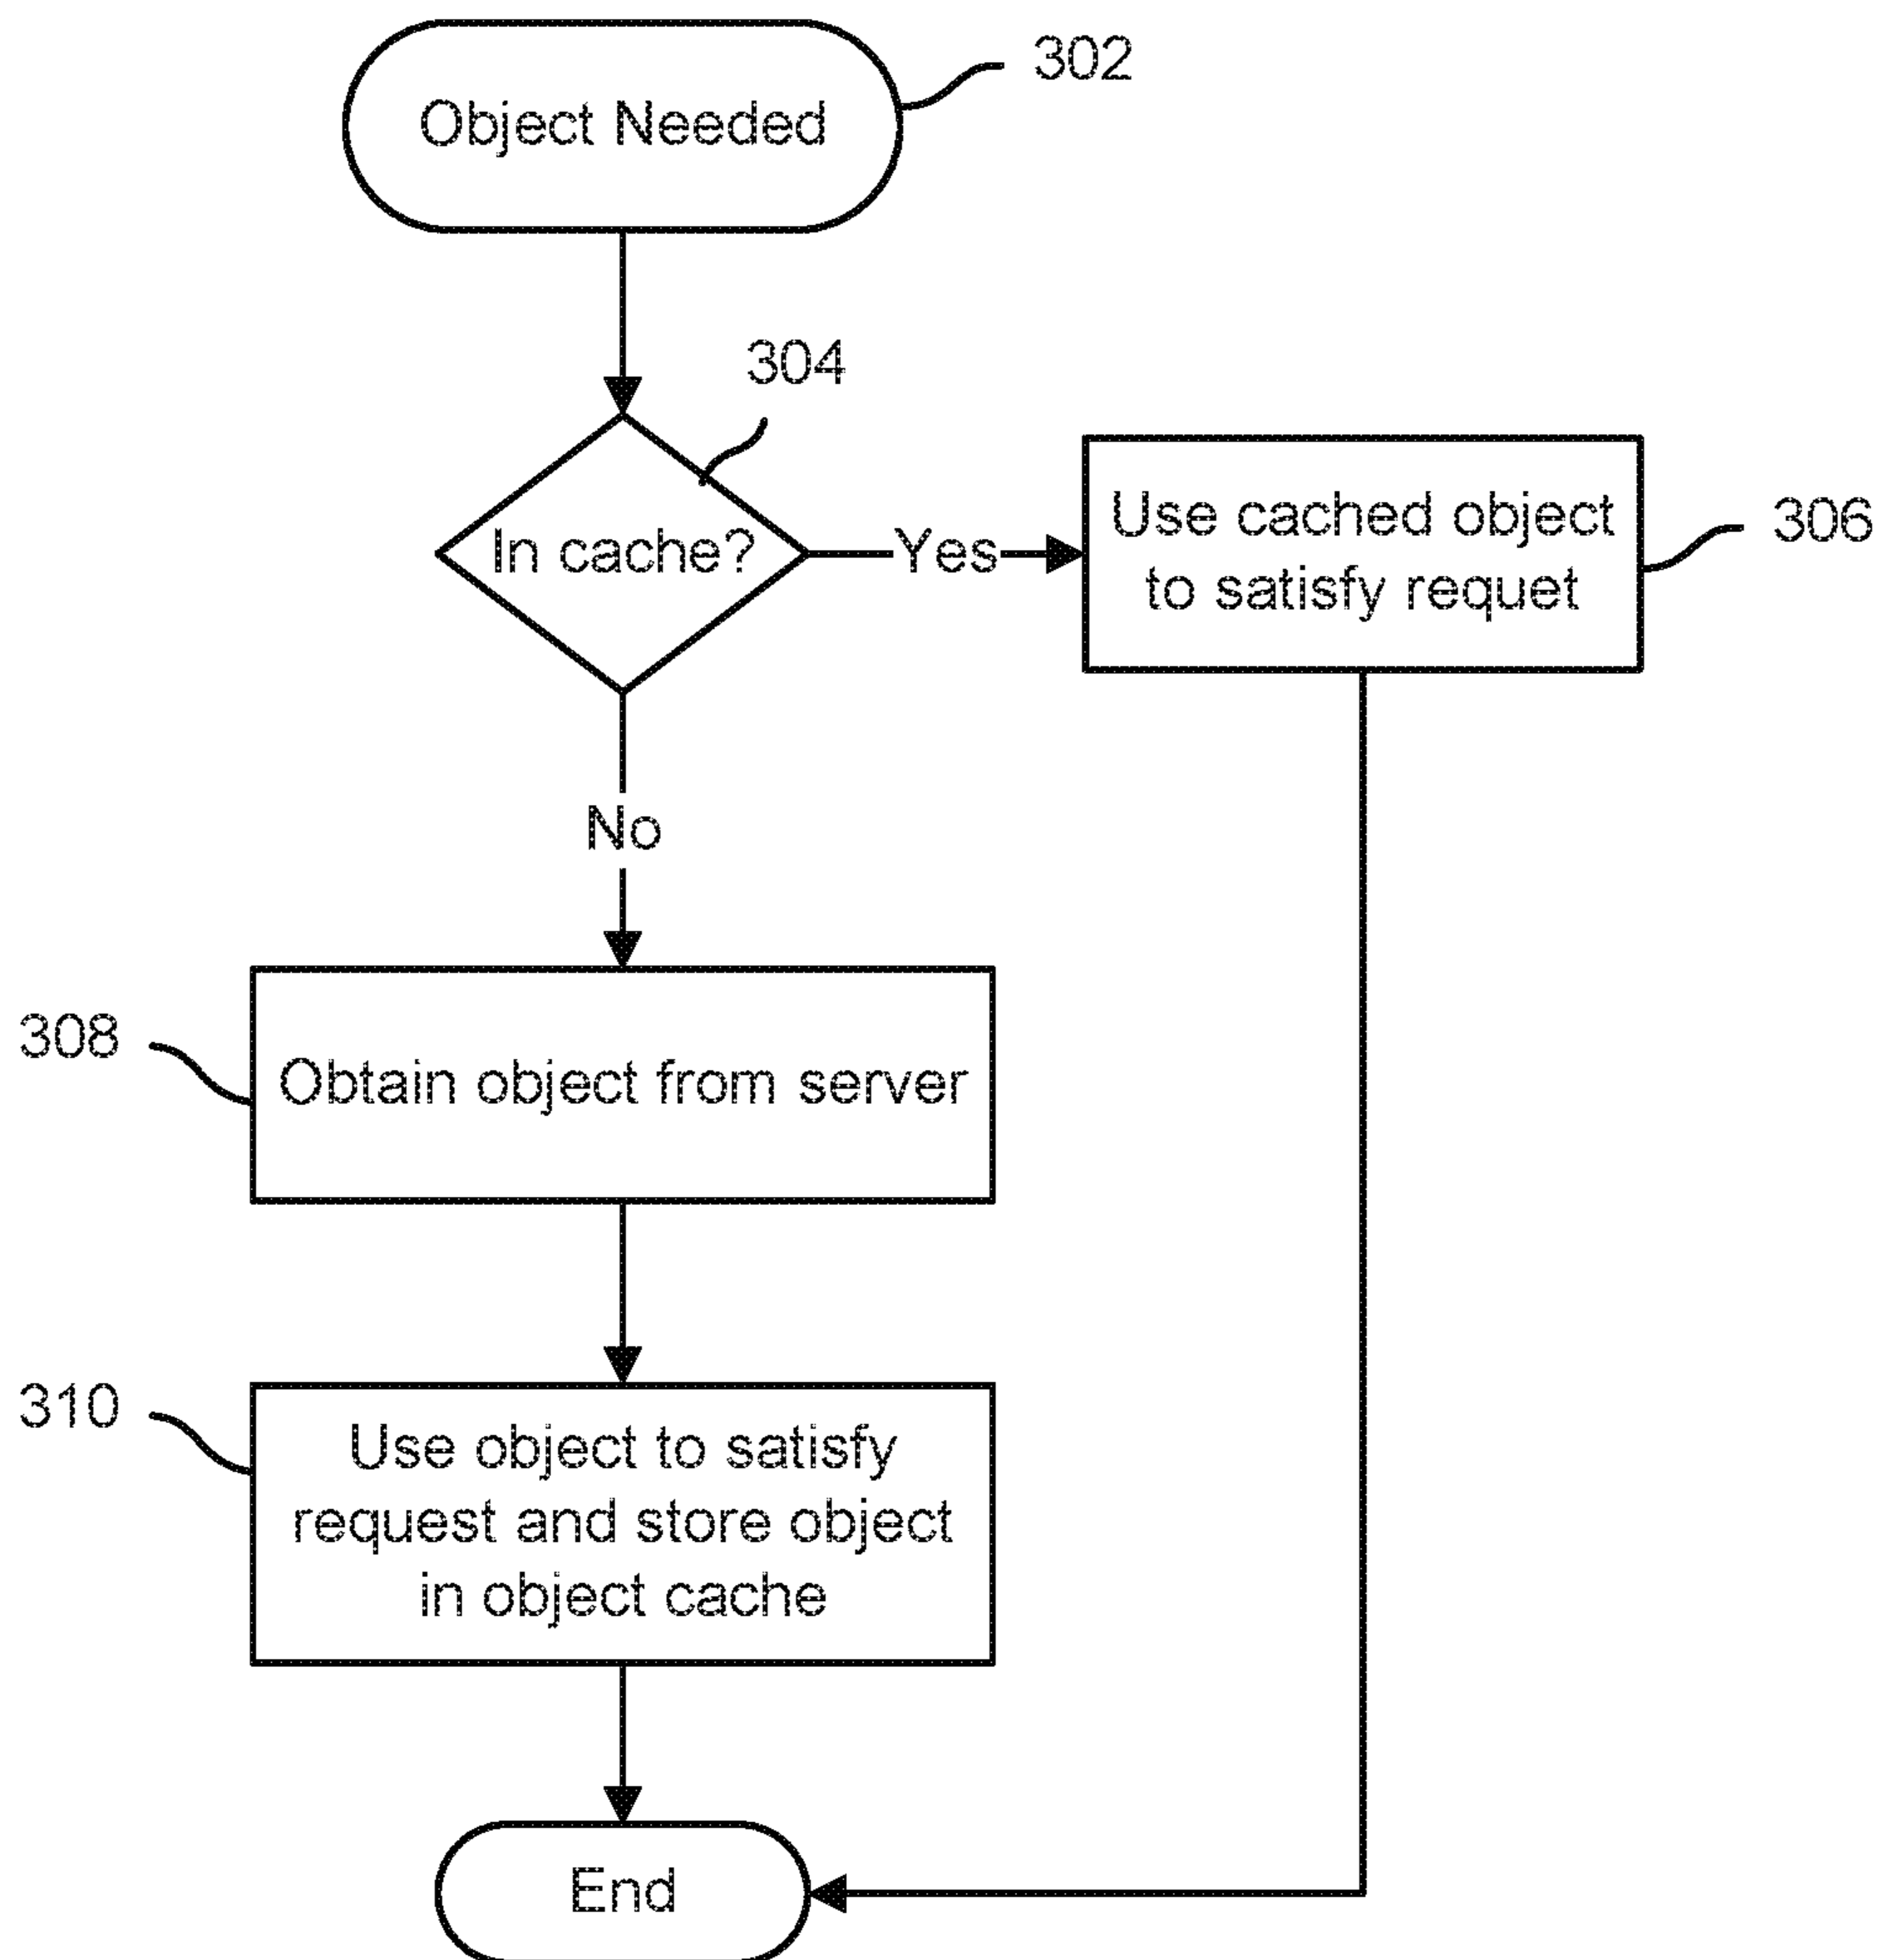 302
Object Needed
304
In cache?
Yes
Use cached object
to satisfy requet
306
No
308
Obtain object from server
310
Use object to satisfy
request and store object
in object cache
End